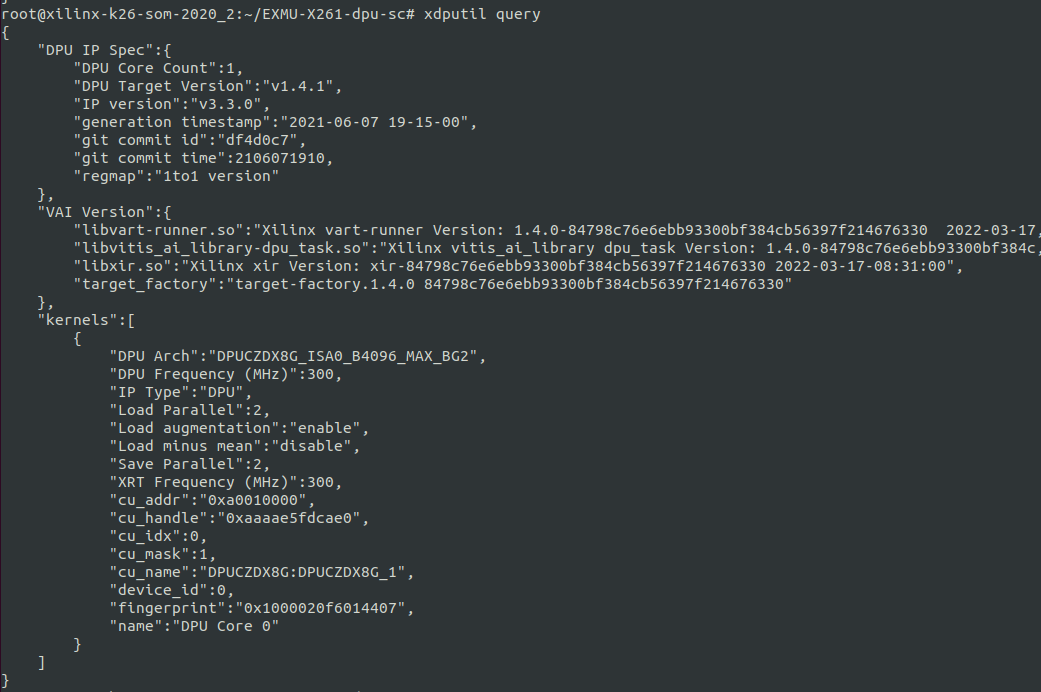 root@xilinx-k26-som-2020_2:~/EXMU-X261-dpu-sc# xdputil query
{
    "DPU IP Spec":{
        "DPU Core Count":1,
        "DPU Target Version":"v1.4.1",
        "IP version":"v3.3.0",
        "generation timestamp":"2021-06-07 19-15-00",
        "git commit id":"df4d0c7",
        "git commit time":2106071910,
        "regmap":"1to1 version"
    },
    "VAI Version":{
        "libvart-runner.so":"Xilinx vart-runner Version: 1.4.0-84798c76e6ebb93300bf384cb56397f214676330  2022-03-17,
        "libvitis_ai_library-dpu_task.so":"Xilinx vitis_ai_library dpu_task Version: 1.4.0-84798c76e6ebb93300bf384c
        "libxir.so":"Xilinx xir Version: xir-84798c76e6ebb93300bf384cb56397f214676330 2022-03-17-08:31:00",
        "target_factory":"target-factory.1.4.0 84798c76e6ebb93300bf384cb56397f214676330"
    },
    "kernels":[
        {
            "DPU Arch":"DPUCZDX8G_ISA0_B4096_MAX_BG2",
            "DPU Frequency (MHz)":300,
            "IP Type":"DPU",
            "Load Parallel":2,
            "Load augmentation":"enable",
            "Load minus mean":"disable",
            "Save Parallel":2,
            "XRT Frequency (MHz)":300,
            "cu_addr":"0xa0010000",
            "cu_handle":"0xaaaae5fdcae0",
            "cu_idx":0,
            "cu_mask":1,
            "cu_name":"DPUCZDX8G:DPUCZDX8G_1",
            "device_id":0,
            "fingerprint":"0x1000020f6014407",
            "name":"DPU Core 0"
        }
    ]
}